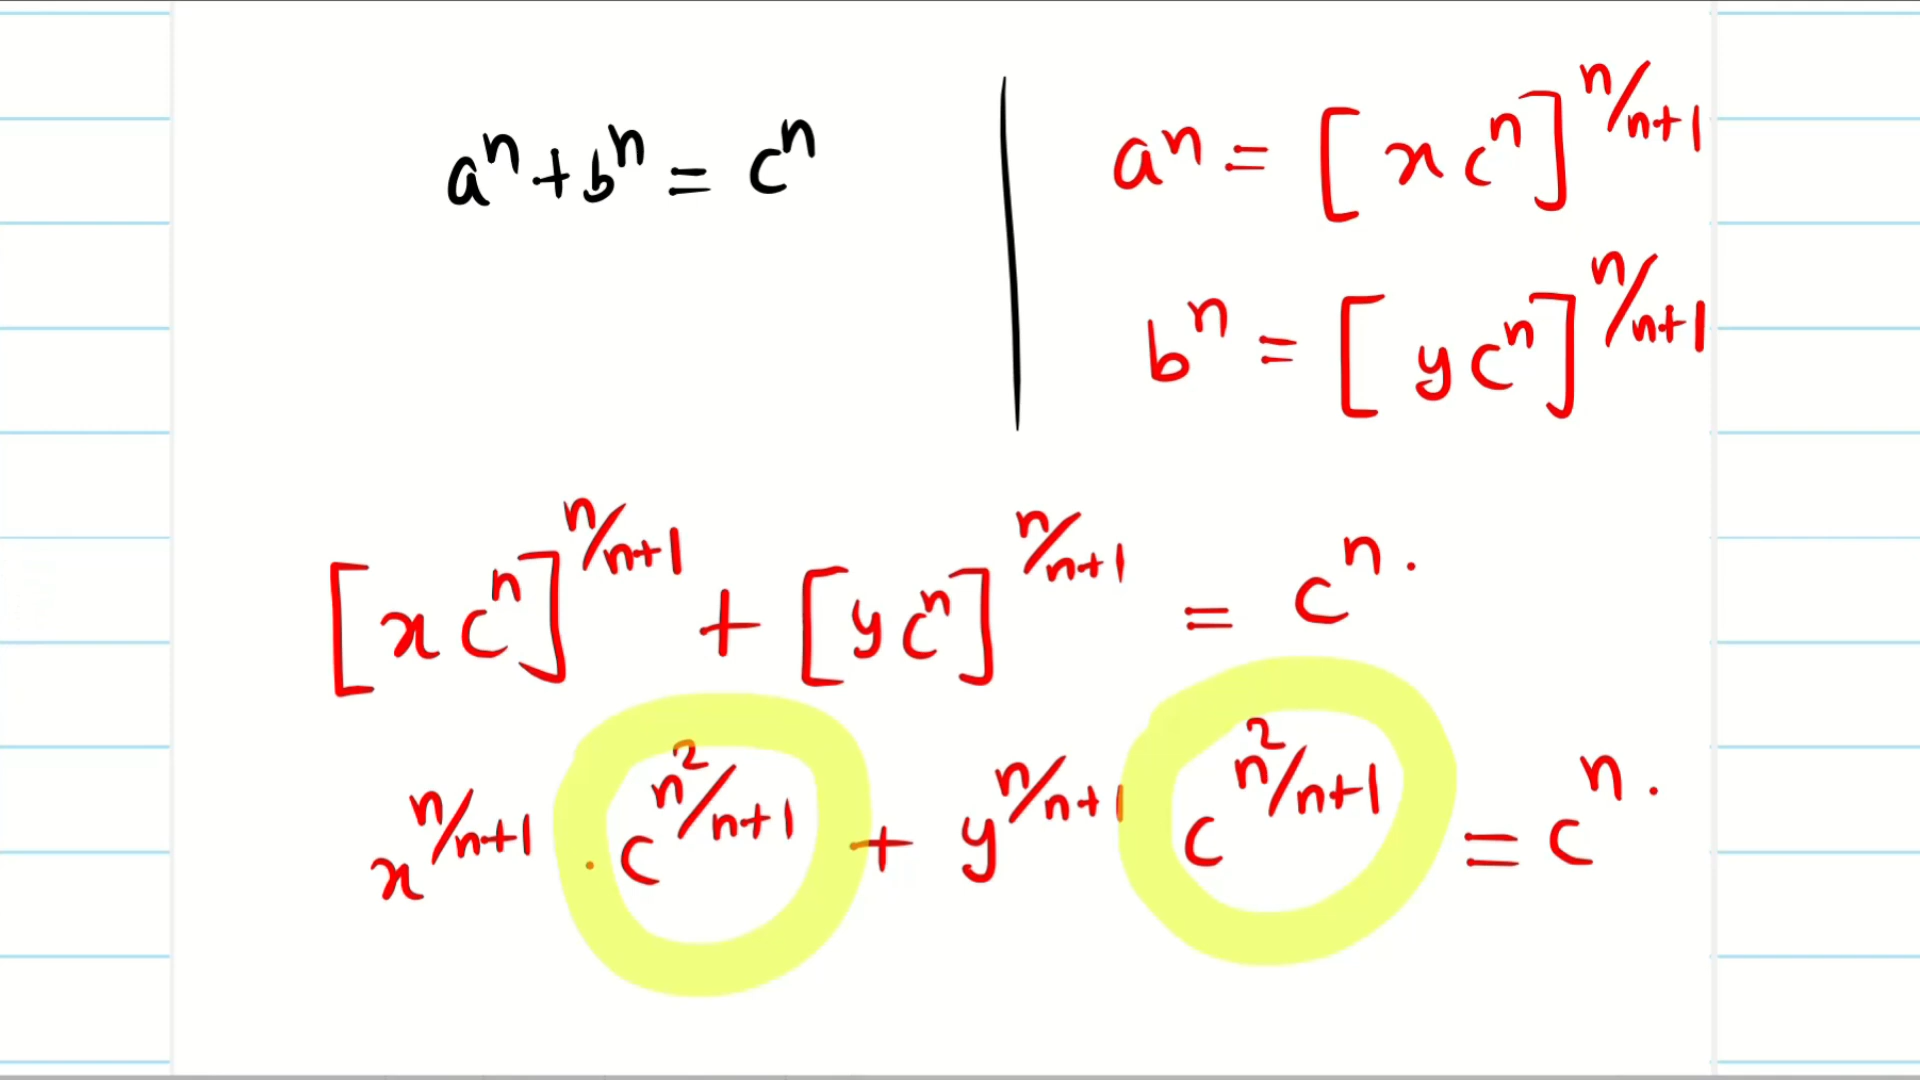 aⁿ + bⁿ = cⁿ
aⁿ = [x cⁿ]^(n/n+1)
bⁿ = [y cⁿ]^(n/n+1)
[x cⁿ]^(n/n+1) + [y cⁿ]^(n/n+1) = cⁿ.
x^(n/n+1) . c^(n²/n+1) + y^(n/n+1) c^(n²/n+1) = cⁿ.